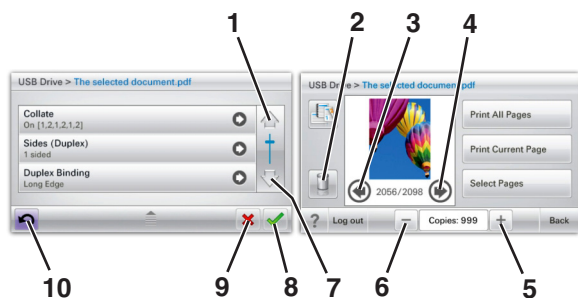 1
2
3
4
USB Drive > The selected document.pdf
Collate
On [1,2,1,2,1,2]
Sides (Duplex)
1 sided
Duplex Binding
Long Edge
USB Drive > The selected document.pdf
Print All Pages
Print Current Page
Select Pages
2056/2098
? Log out
Copies: 999
Back
10
9
8
7
6
5